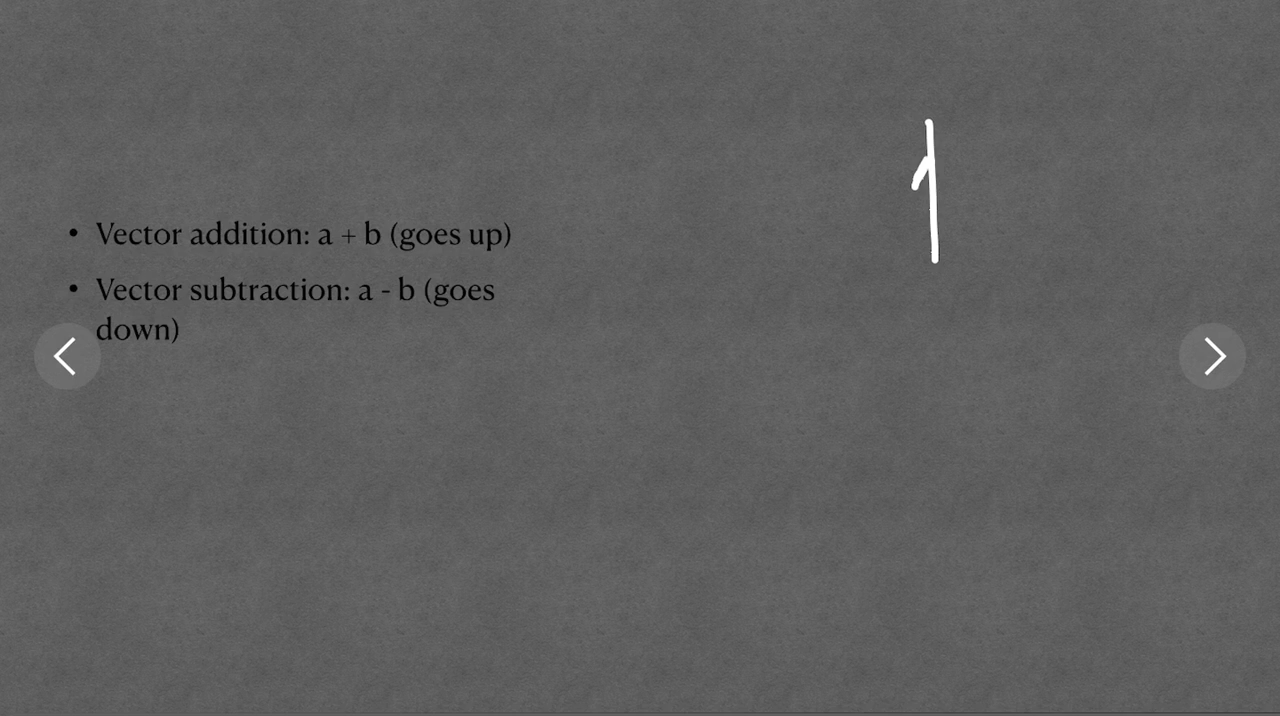 • Vector addition: a + b (goes up)
• Vector subtraction: a - b (goes
down)
1